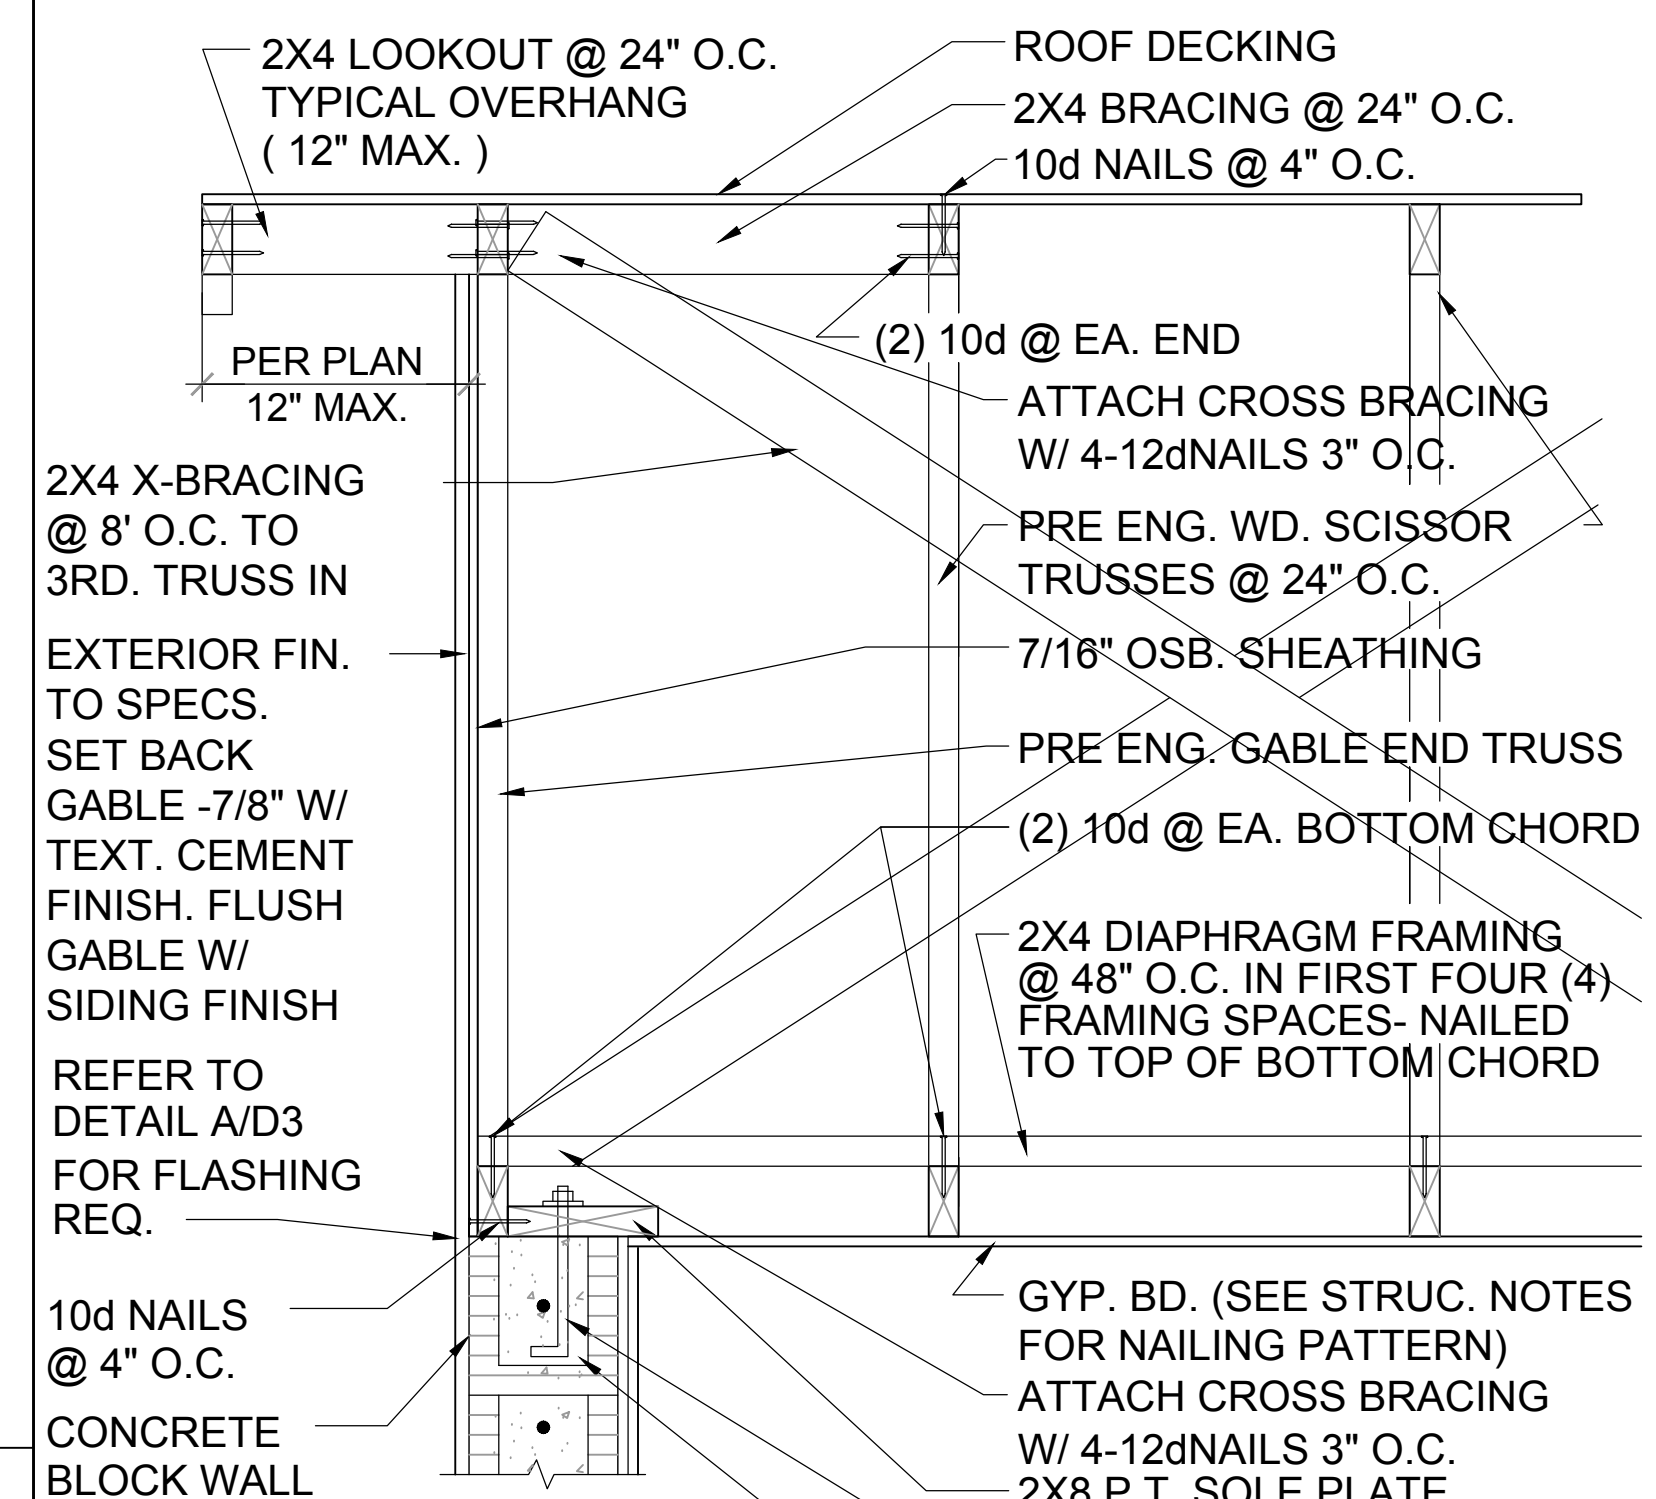 2X4 LOOKOUT @ 24" O.C.
TYPICAL OVERHANG
( 12" MAX. )
ROOF DECKING
2X4 BRACING @ 24" O.C.
10d NAILS @ 4" O.C.
(2) 10d @ EA. END
PER PLAN
12" MAX.
ATTACH CROSS BRACING
W/ 4-12dNAILS 3" O.C.
2X4 X-BRACING
@ 8' O.C. TO
3RD. TRUSS IN
PRE ENG. WD. SCISSOR
TRUSSES @ 24" O.C.
EXTERIOR FIN.
TO SPECS.
SET BACK
GABLE -7/8" W/
TEXT. CEMENT
FINISH. FLUSH
GABLE W/
SIDING FINISH
7/16" OSB. SHEATHING
PRE ENG. GABLE END TRUSS
(2) 10d @ EA. BOTTOM CHORD
2X4 DIAPHRAGM FRAMING
@ 48" O.C. IN FIRST FOUR (4)
FRAMING SPACES- NAILED
TO TOP OF BOTTOM CHORD
REFER TO
DETAIL A/D3
FOR FLASHING
REQ.
10d NAILS
@ 4" O.C.
GYP. BD. (SEE STRUC. NOTES
FOR NAILING PATTERN)
ATTACH CROSS BRACING
W/ 4-12dNAILS 3" O.C.
2X8 P.T. SOLE PLATE
CONCRETE
BLOCK WALL